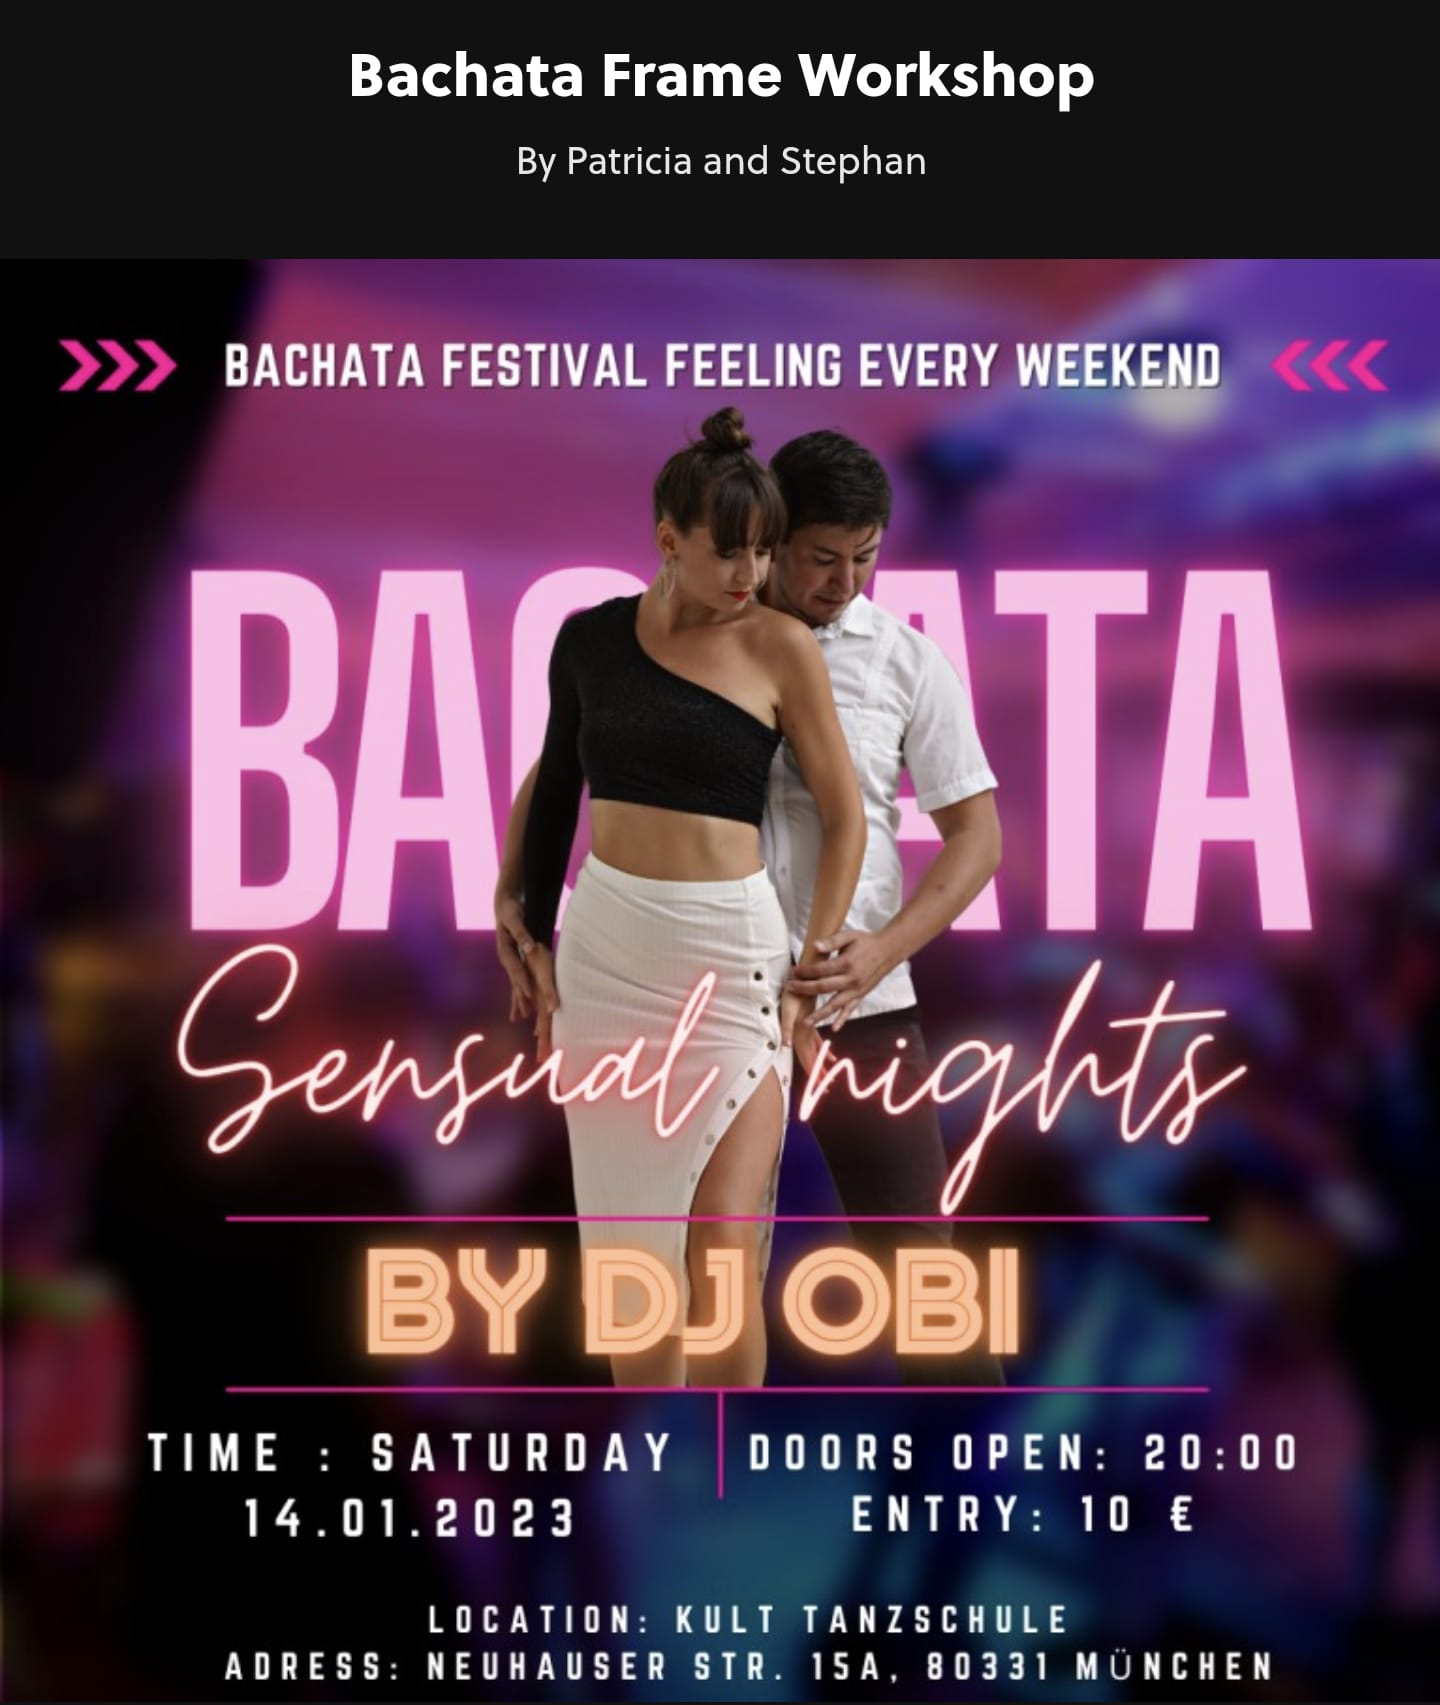 Bachata Frame Workshop
By Patricia and Stephan
>>> BACHATA FESTIVAL FEELING EVERY WEEKEND <<<
BACHATA
Sensual nights
BY DJ OBI
TIME : SATURDAY
14.01.2023
DOORS OPEN: 20:00
ENTRY: 10 €
LOCATION: KULT TANZSCHULE
ADRESS: NEUHAUSER STR. 15A, 80331 MÜNCHEN